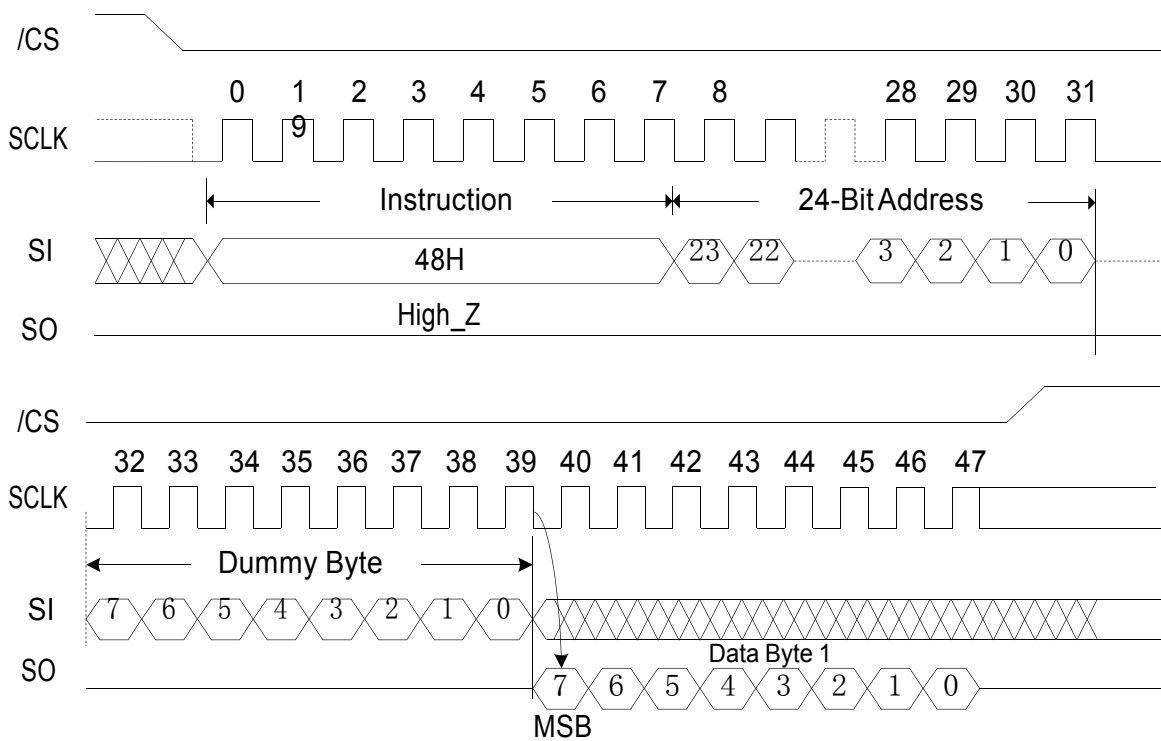 /CS
0 1 2 3 4 5 6 7 8 28 29 30 31
9
SCLK
Instruction 24-Bit Address
SI 48H 23 22 3 2 1 0
High_Z
SO
/CS
32 33 34 35 36 37 38 39 40 41 42 43 44 45 46 47
SCLK
Dummy Byte
SI 7 6 5 4 3 2 1 0
Data Byte 1
SO 7 6 5 4 3 2 1 0
MSB